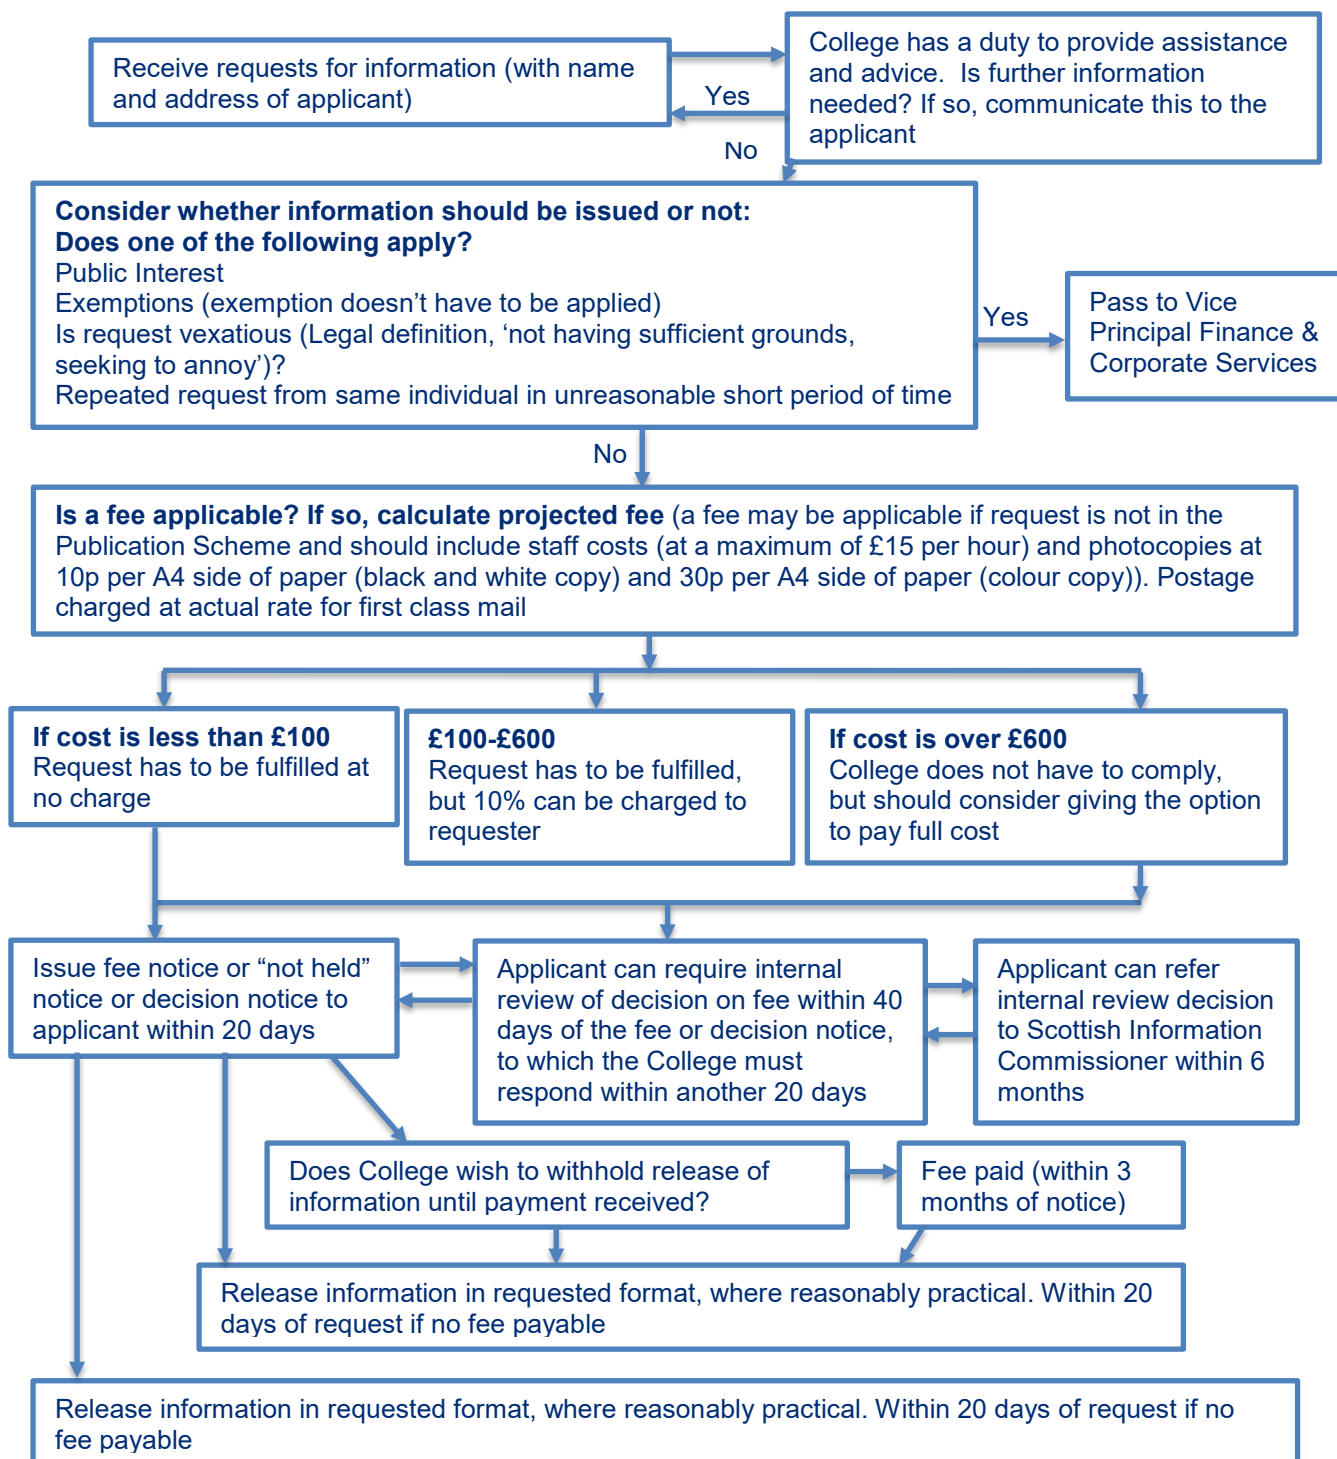 Receive requests for information (with name
and address of applicant)
College has a duty to provide assistance
and advice.  Is further information
needed? If so, communicate this to the
applicant
Yes
No
Consider whether information should be issued or not:
Does one of the following apply?
Public Interest
Exemptions (exemption doesn’t have to be applied)
Is request vexatious (Legal definition, ‘not having sufficient grounds,
seeking to annoy’)?
Repeated request from same individual in unreasonable short period of time
Yes
Pass to Vice
Principal Finance &
Corporate Services
No
Is a fee applicable? If so, calculate projected fee (a fee may be applicable if request is not in the
Publication Scheme and should include staff costs (at a maximum of £15 per hour) and photocopies at
10p per A4 side of paper (black and white copy) and 30p per A4 side of paper (colour copy)). Postage
charged at actual rate for first class mail
If cost is less than £100
Request has to be fulfilled at
no charge
£100-£600
Request has to be fulfilled,
but 10% can be charged to
requester
If cost is over £600
College does not have to comply,
but should consider giving the option
to pay full cost
Issue fee notice or “not held”
notice or decision notice to
applicant within 20 days
Applicant can require internal
review of decision on fee within 40
days of the fee or decision notice,
to which the College must
respond within another 20 days
Applicant can refer
internal review decision
to Scottish Information
Commissioner within 6
months
Does College wish to withhold release of
information until payment received?
Fee paid (within 3
months of notice)
Release information in requested format, where reasonably practical. Within 20
days of request if no fee payable
Release information in requested format, where reasonably practical. Within 20 days of request if no
fee payable